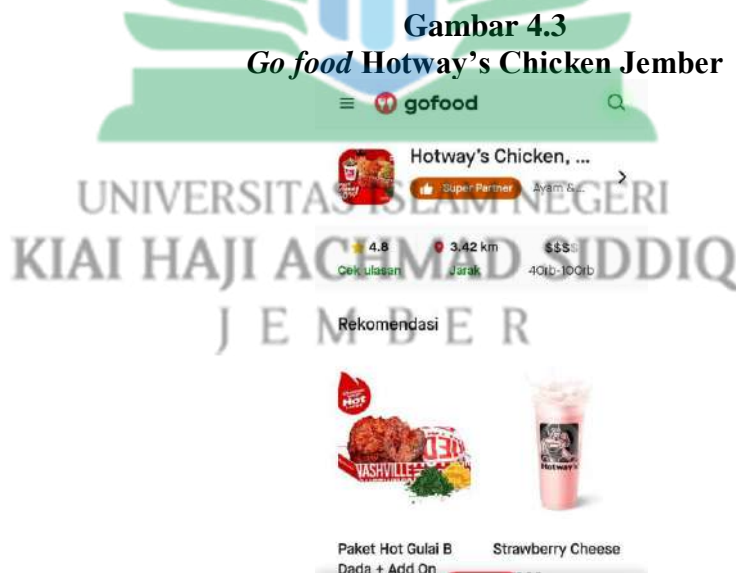 Gambar 4.3
Go food Hotway's Chicken Jember
gofood
Hotway's Chicken, ...
Super Partner Ayam &...
UNIVERSITAS ISLAM NEGERI
4.8 3.42 km $$$$
KIAI HAJI ACHMAD SIDDIQ
Cek ulasan Jarak 40rb-100rb
JEMBER
Rekomendasi
Hot
NASHVILLE
Hotway's
Paket Hot Gulai B Strawberry Cheese
Dada + Add On